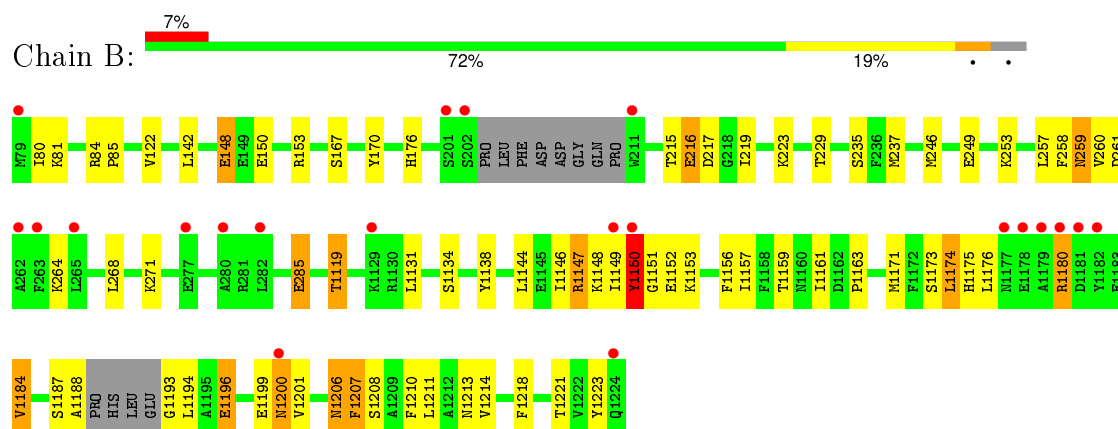 7%
Chain B:
72% 19% • •
M79 I80 K81 R84 P85 V122 L142 E148 E149 E150 R153 S167 Y170 H176 S201 S202 PRO LEU PHE ASP ASP GLY GLN PRO W211 T215 E216 D217 G218 I219 K223 T229 S235 F236 M237 M246 E249 K253 L257 F258 N259 V260
A262 F263 K264 L265 L268 K271 E277 A280 R281 L282 E285 T1119 K1129 R1130 L1131 S1134 Y1138 L1144 E1145 I1146 R1147 K1148 I1149 Y1150 G1151 E1152 K1153 F1156 I1157 F1158 T1159 N1160 I1161 D1162 P1163 M1171 F1172 S1173 L1174 H1175 L1176 N1177 E1178 A1179 R1180 D1181 Y1182
V1184 S1187 A1188 PRO HIS LEU GLU G1193 L1194 A1195 E1196 E1199 N1200 V1201 N1206 F1207 S1208 A1209 F1210 L1211 A1212 N1213 V1214 F1218 T1221 V1222 Y1223 Q1224